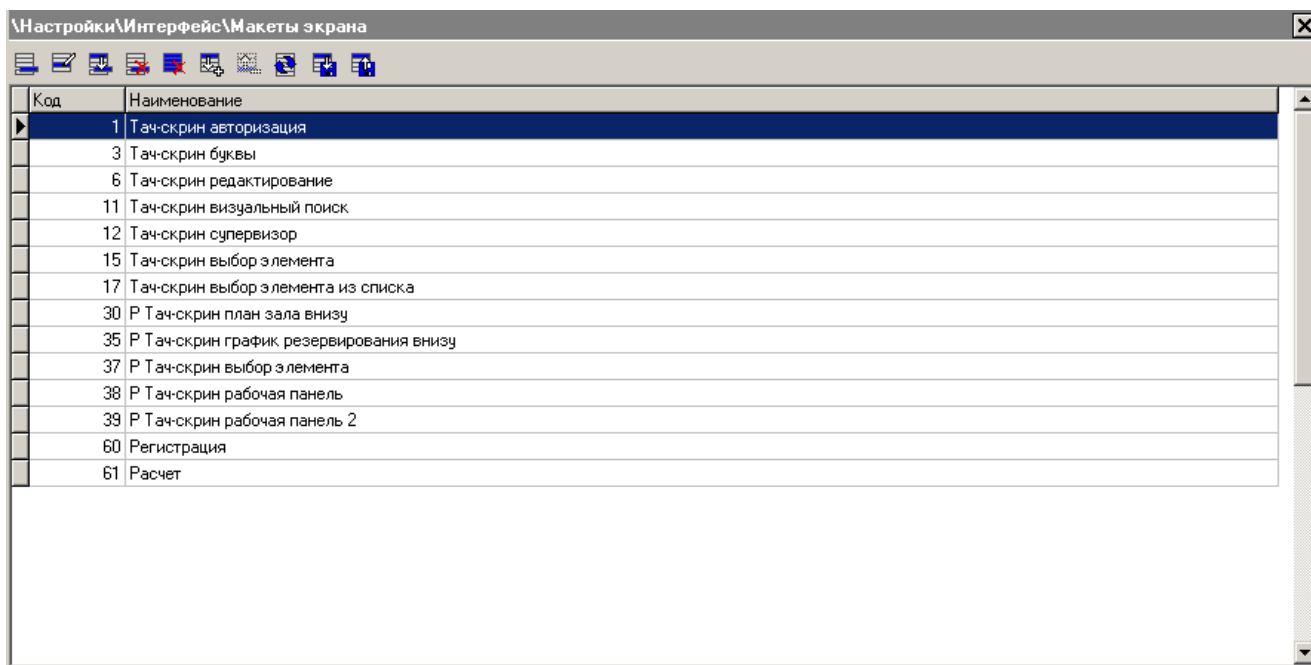 \Настройки\Интерфейс\Макеты экрана
Код Наименование
1 Тач-скрин авторизация
3 Тач-скрин буквы
6 Тач-скрин редактирование
11 Тач-скрин визуальный поиск
12 Тач-скрин супервизор
15 Тач-скрин выбор элемента
17 Тач-скрин выбор элемента из списка
30 Р Тач-скрин план зала внизу
35 Р Тач-скрин график резервирования внизу
37 Р Тач-скрин выбор элемента
38 Р Тач-скрин рабочая панель
39 Р Тач-скрин рабочая панель 2
60 Регистрация
61 Расчет